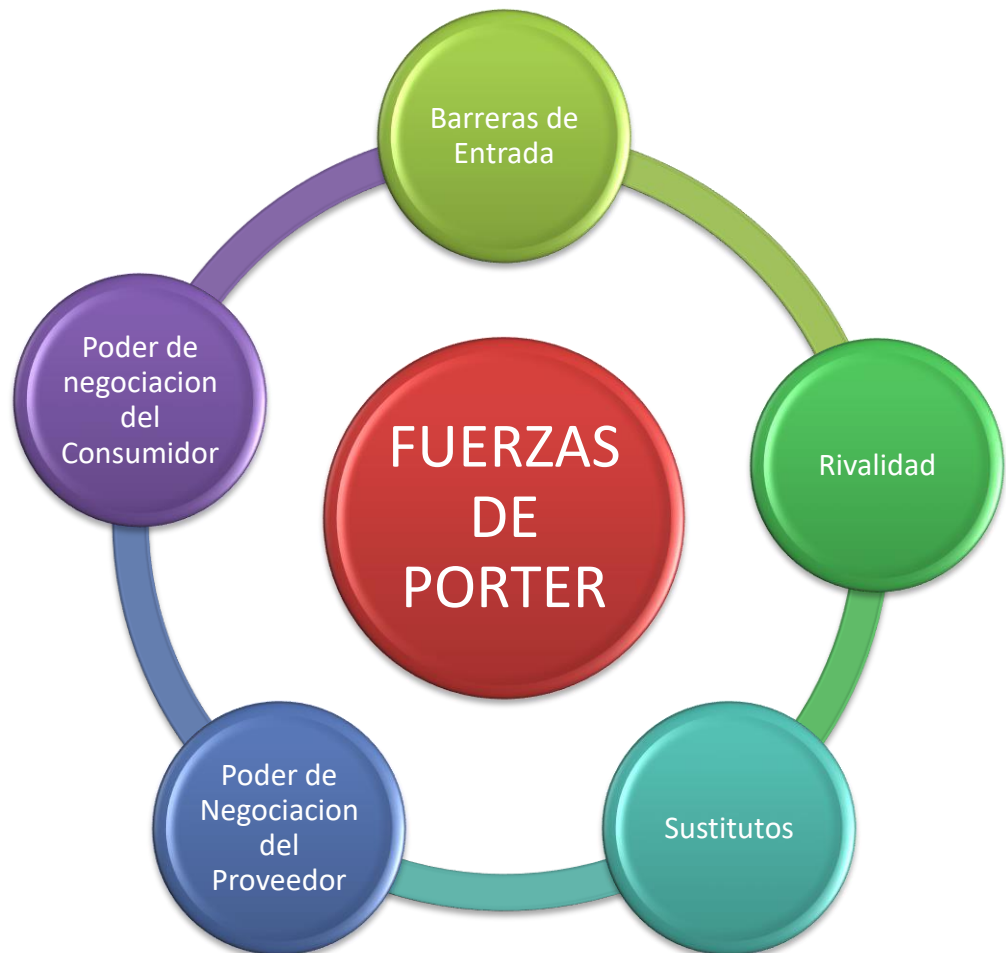 Barreras de
Entrada
Poder de
negociacion
del
Consumidor
FUERZAS
DE
PORTER
Rivalidad
Poder de
Negociacion
del
Proveedor
Sustitutos